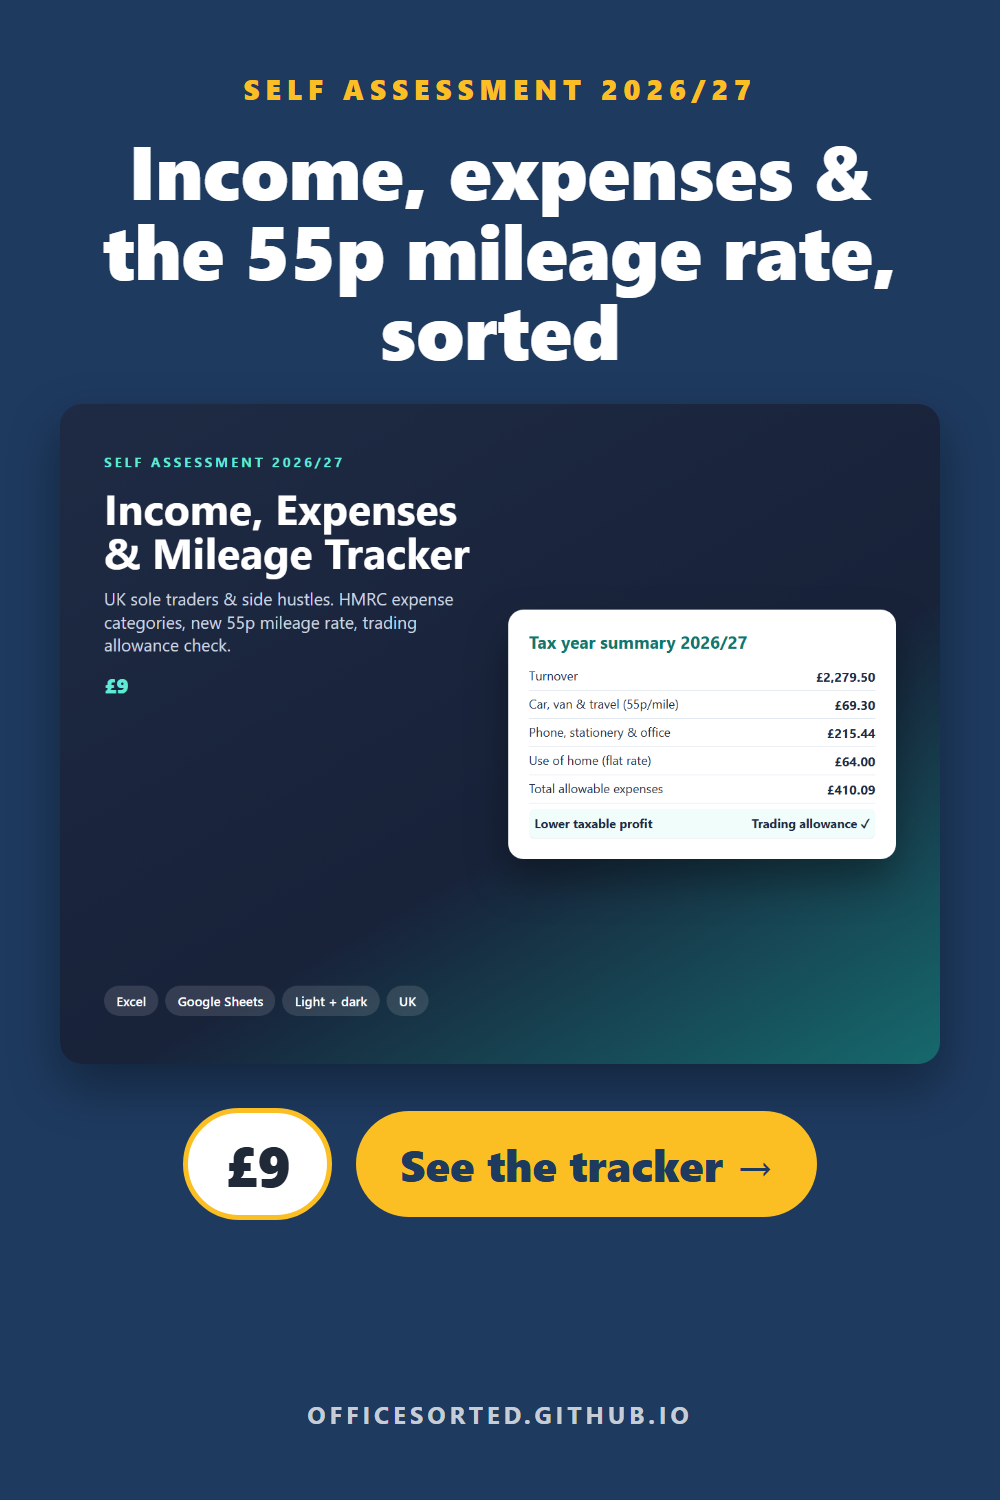 SELF ASSESSMENT 2026/27
Income, expenses &
the 55p mileage rate,
sorted
SELF ASSESSMENT 2026/27
Income, Expenses
& Mileage Tracker
UK sole traders & side hustles. HMRC expense
categories, new 55p mileage rate, trading
allowance check.
£9
Tax year summary 2026/27
Turnover £2,279.50
Car, van & travel (55p/mile) £69.30
Phone, stationery & office £215.44
Use of home (flat rate) £64.00
Total allowable expenses £410.09
Lower taxable profit Trading allowance ✓
Excel Google Sheets Light + dark UK
£9 See the tracker →
OFFICESORTED.GITHUB.IO